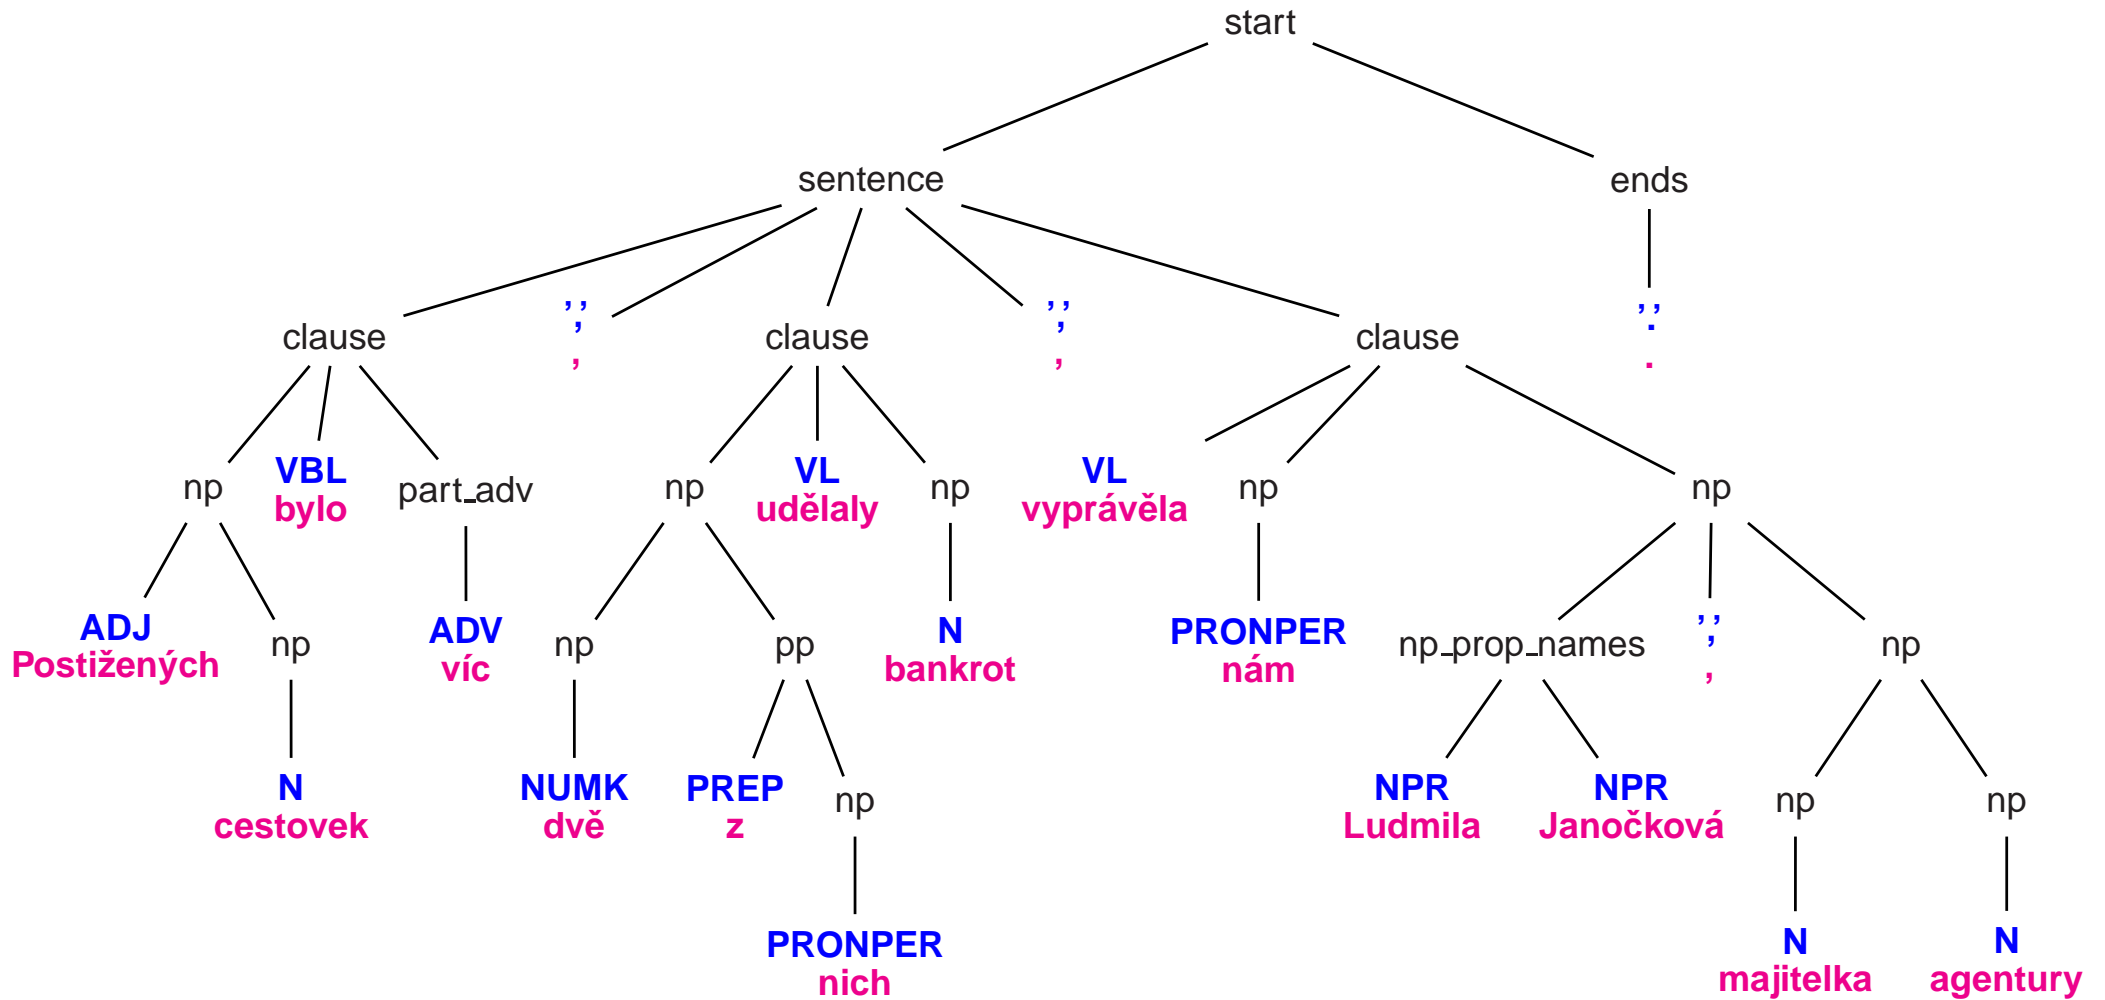 start
sentence ends
clause ',' clause ',' clause '.'
, , .
np VBL part_adv np VL np VL np np
bylo udělaly vyprávěla
ADJ np ADV np pp N PRONPER np_prop_names ',' np
Postižených víc bankrot nám ,
N NUMK PREP np NPR NPR np np
cestovek dvě z Ludmila Janočková
PRONPER N N
nich majitelka agentury